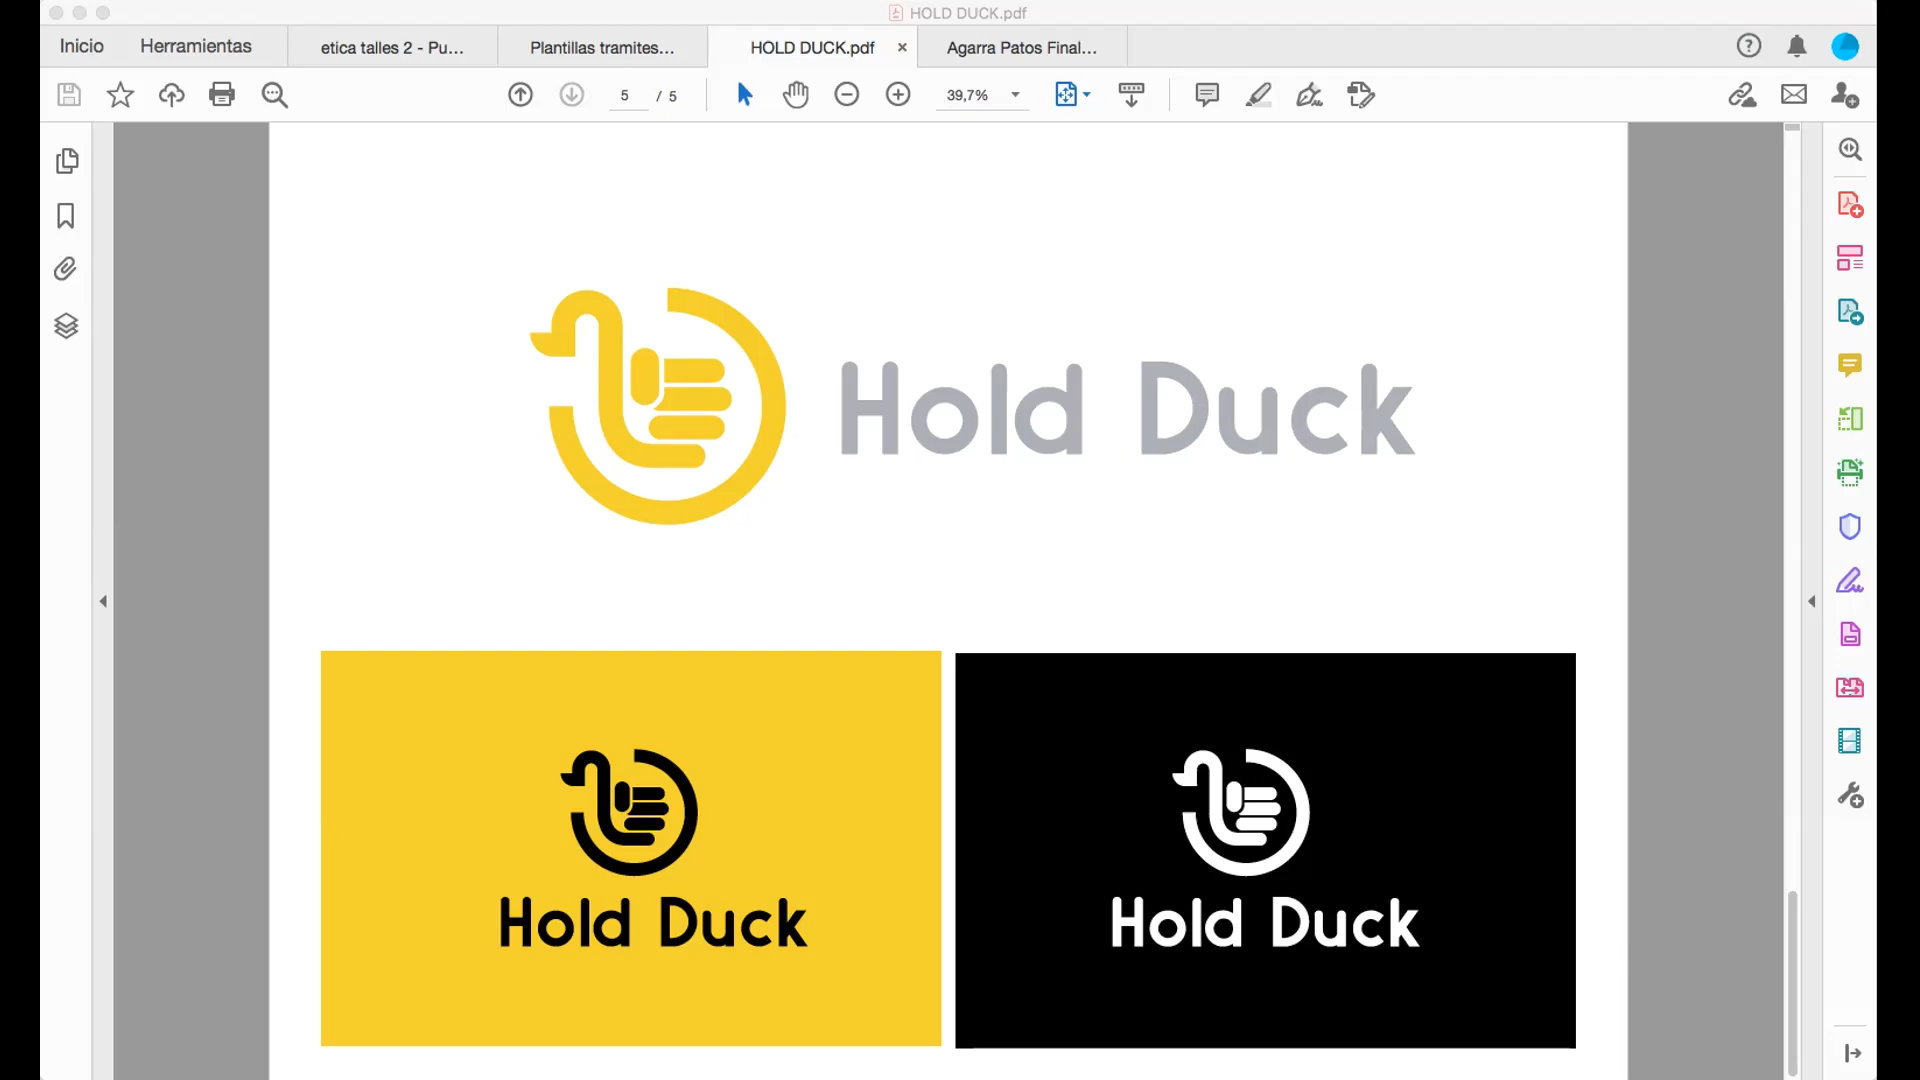 HOLD DUCK.pdf
Inicio Herramientas etica talles 2 - Pu... Plantillas tramites... HOLD DUCK.pdf × Agarra Patos Final...
5 / 5 39,7%
Hold Duck
Hold Duck
Hold Duck